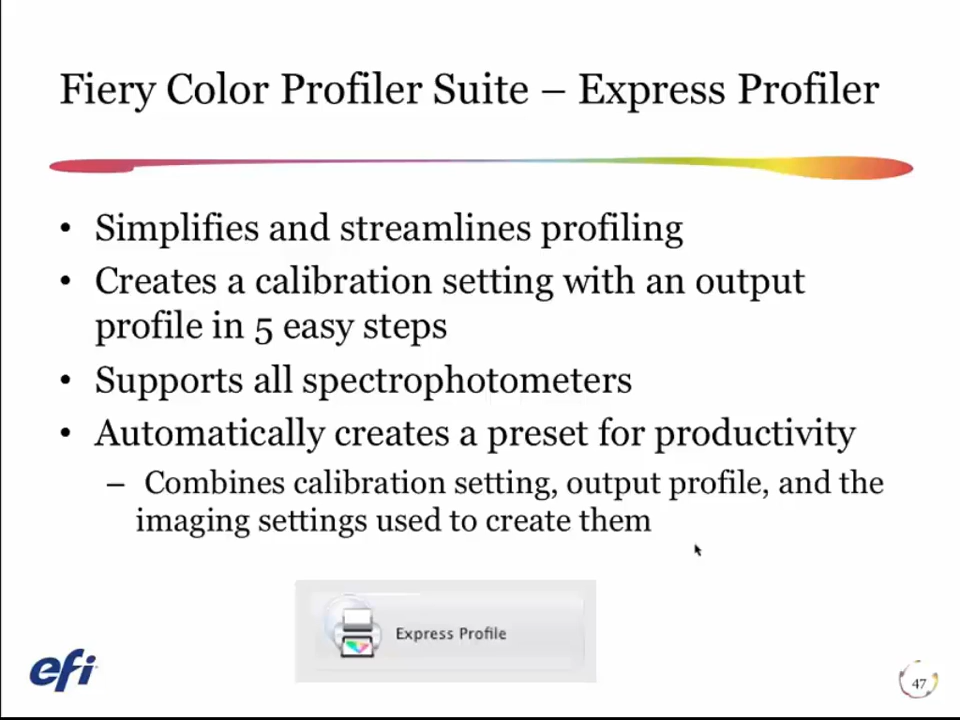 Fiery Color Profiler Suite – Express Profiler
• Simplifies and streamlines profiling
• Creates a calibration setting with an output
profile in 5 easy steps
• Supports all spectrophotometers
• Automatically creates a preset for productivity
– Combines calibration setting, output profile, and the
imaging settings used to create them
Express Profile
efi
47